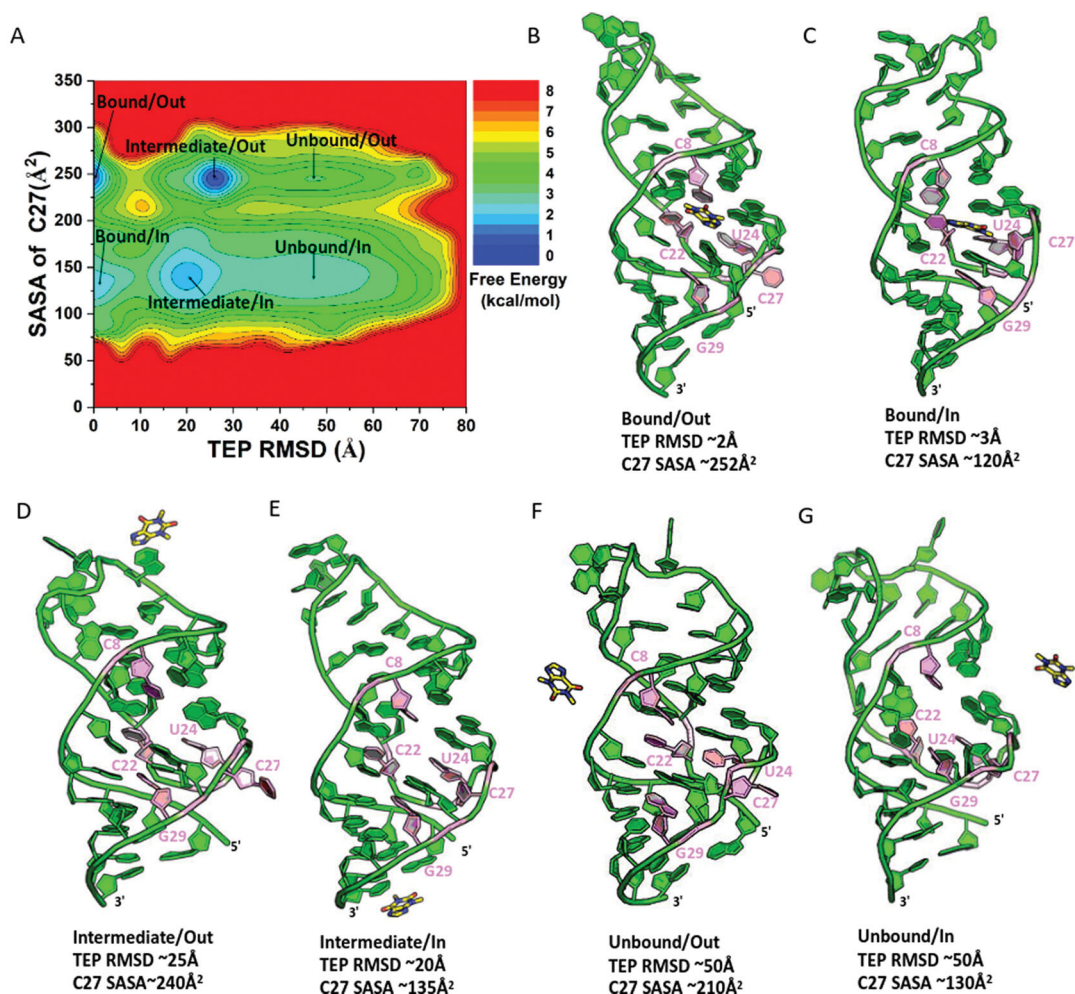 A
350
300
250
200
150
100
50
0
SASA of C27(Å²)
0 10 20 30 40 50 60 70 80
TEP RMSD (Å)
Bound/Out
Intermediate/Out
Unbound/Out
Bound/In
Unbound/In
Intermediate/In
8
7
6
5
4
3
2
1
0
Free Energy
(kcal/mol)
B
C8
U24
C22
C27
5'
G29
3'
Bound/Out
TEP RMSD ~2Å
C27 SASA ~252Å²
C
C8
U24
C27
C22
5'
G29
3'
Bound/In
TEP RMSD ~3Å
C27 SASA ~120Å²
D
C8
U24
C22
C27
G29
5'
3'
Intermediate/Out
TEP RMSD ~25Å
C27 SASA~240Å²
E
C8
C22
U24
C27
G29
5'
3'
Intermediate/In
TEP RMSD ~20Å
C27 SASA ~135Å²
F
C8
C22
U24
C27
5'
G29
3'
Unbound/Out
TEP RMSD ~50Å
C27 SASA ~210Å²
G
C8
C22
U24
C27
G29
5'
3'
Unbound/In
TEP RMSD ~50Å
C27 SASA ~130Å²